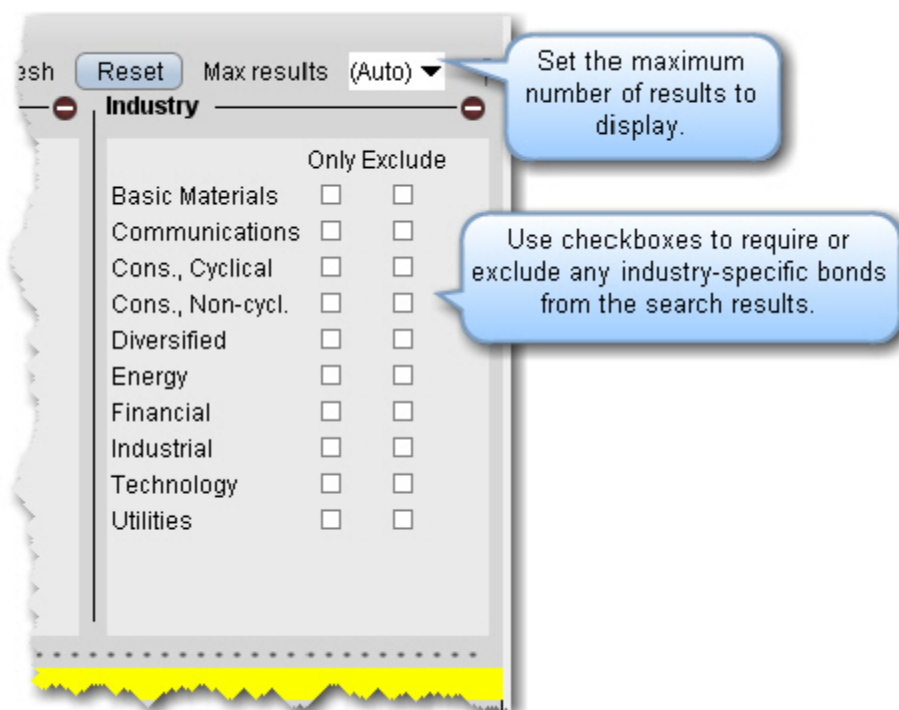 esh Reset Max results (Auto)
Set the maximum
number of results to
display.
Industry
Only Exclude
Basic Materials
Communications
Cons., Cyclical
Cons., Non-cycl.
Diversified
Energy
Financial
Industrial
Technology
Utilities
Use checkboxes to require or
exclude any industry-specific bonds
from the search results.